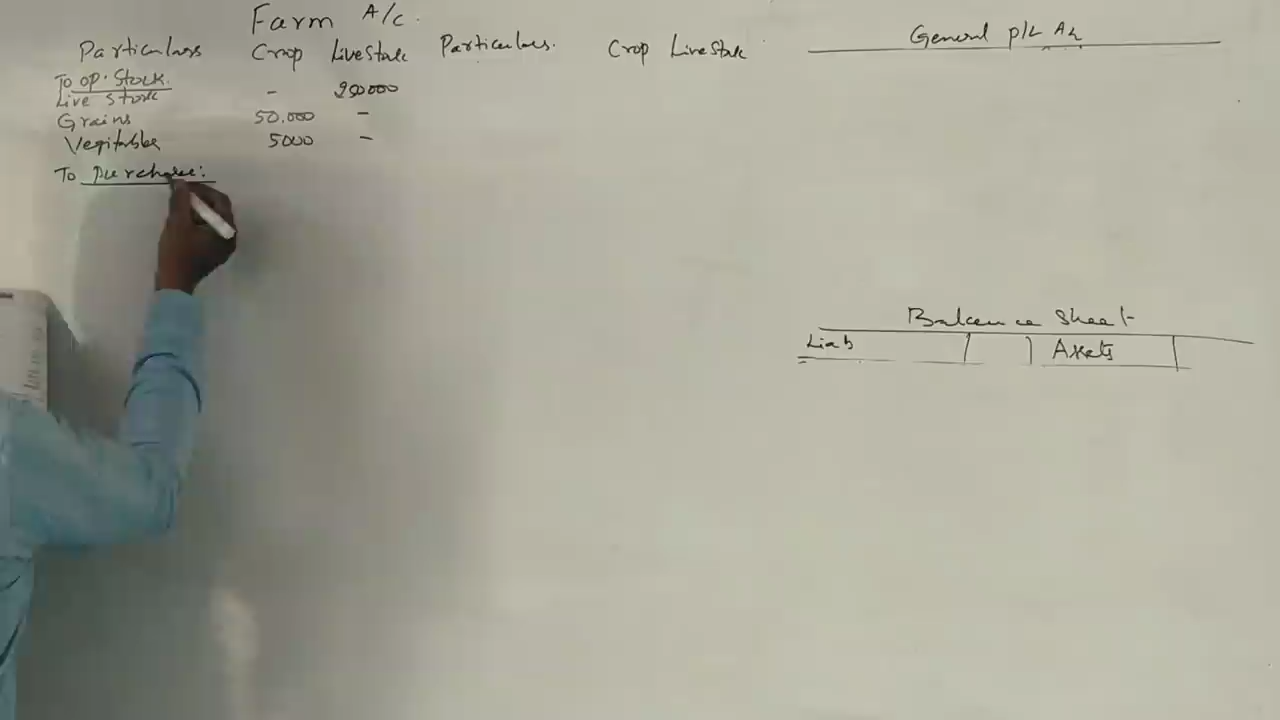 Farm A/c.
Particulars Crop Livestock Particulars. Crop Livestock
To op. Stock.
Live stock - 250000
Grains 50,000 -
Vegitables 5000 -
To purchase:
General P/L A/c
Balance Sheet
Liab Assets